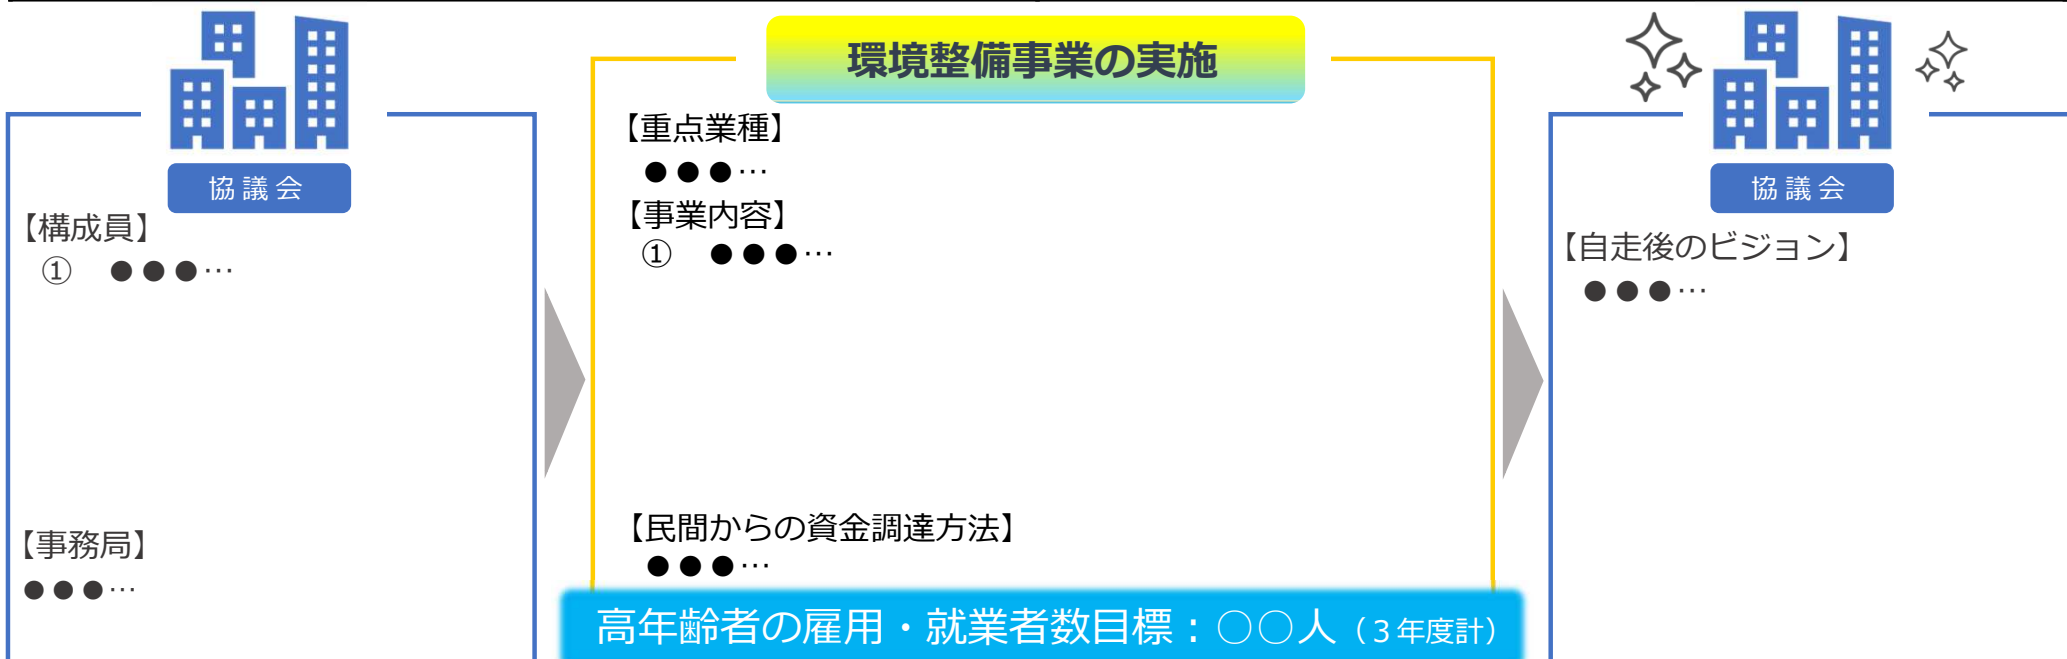 協議会
【構成員】
① ●●●…
【事務局】
●●●…
環境整備事業の実施
【重点業種】
●●●…
【事業内容】
① ●●●…
【民間からの資金調達方法】
●●●…
高年齢者の雇用・就業者数目標：○○人（３年度計）
協議会
【自走後のビジョン】
●●●…